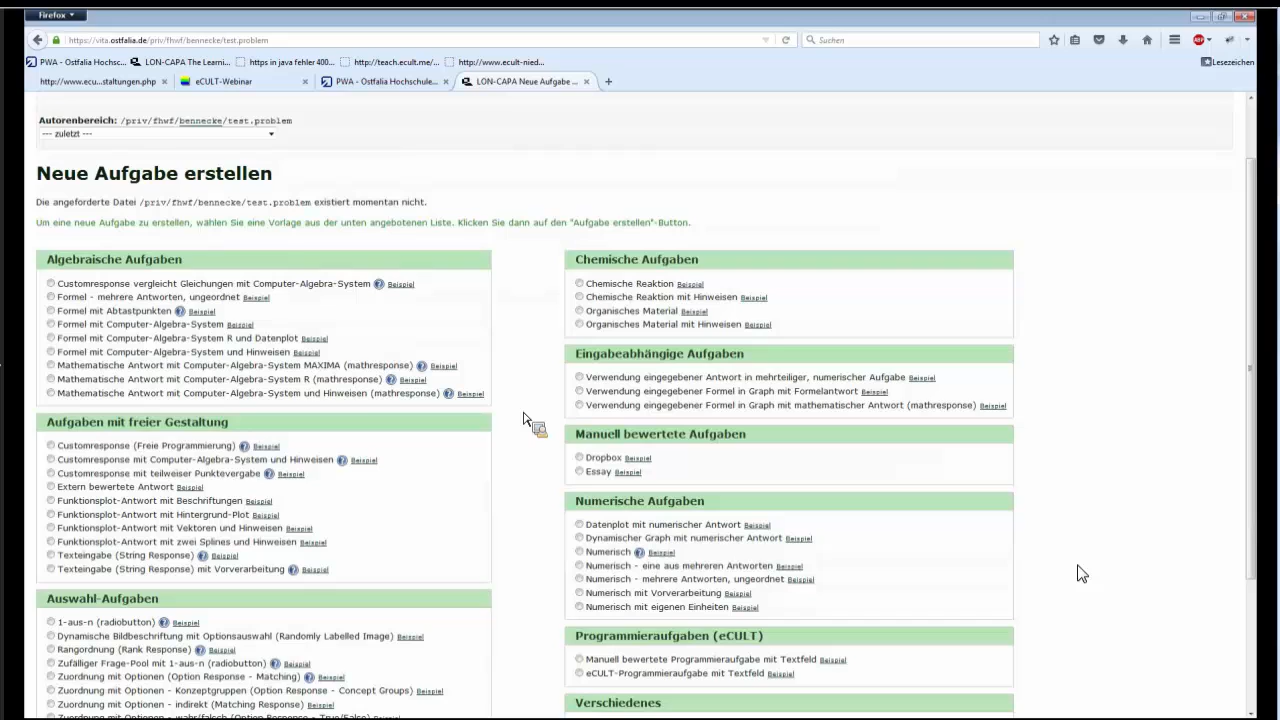 Firefox
https://vita.ostfalia.de/priv/fhwf/bennecke/test.problem
Suchen
PWA - Ostfalia Hochsc...
LON-CAPA The Learni...
https in java fehler 400...
http://teach.ecult.me/...
http://www.ecult-nied...
Lesezeichen
http://www.ecu...staltungen.php
eCULT-Webinar
PWA - Ostfalia Hochschule...
LON-CAPA Neue Aufgabe ...
Autorenbereich: /priv/fhwf/bennecke/test.problem
--- zuletzt ---
Neue Aufgabe erstellen
Die angeforderte Datei /priv/fhwf/bennecke/test.problem existiert momentan nicht.
Um eine neue Aufgabe zu erstellen, wählen Sie eine Vorlage aus der unten angebotenen Liste. Klicken Sie dann auf den "Aufgabe erstellen"-Button.
Algebraische Aufgaben
Customresponse vergleicht Gleichungen mit Computer-Algebra-System Beispiel
Formel - mehrere Antworten, ungeordnet Beispiel
Formel mit Abtastpunkten Beispiel
Formel mit Computer-Algebra-System Beispiel
Formel mit Computer-Algebra-System R und Datenplot Beispiel
Formel mit Computer-Algebra-System und Hinweisen Beispiel
Mathematische Antwort mit Computer-Algebra-System MAXIMA (mathresponse) Beispiel
Mathematische Antwort mit Computer-Algebra-System R (mathresponse) Beispiel
Mathematische Antwort mit Computer-Algebra-System und Hinweisen (mathresponse) Beispiel
Aufgaben mit freier Gestaltung
Customresponse (Freie Programmierung) Beispiel
Customresponse mit Computer-Algebra-System und Hinweisen Beispiel
Customresponse mit teilweiser Punktevergabe Beispiel
Extern bewertete Antwort Beispiel
Funktionsplot-Antwort mit Beschriftungen Beispiel
Funktionsplot-Antwort mit Hintergrund-Plot Beispiel
Funktionsplot-Antwort mit Vektoren und Hinweisen Beispiel
Funktionsplot-Antwort mit zwei Splines und Hinweisen Beispiel
Texteingabe (String Response) Beispiel
Texteingabe (String Response) mit Vorverarbeitung Beispiel
Auswahl-Aufgaben
1-aus-n (radiobutton) Beispiel
Dynamische Bildbeschriftung mit Optionsauswahl (Randomly Labelled Image) Beispiel
Rangordnung (Rank Response) Beispiel
Zufälliger Frage-Pool mit 1-aus-n (radiobutton) Beispiel
Zuordnung mit Optionen (Option Response - Matching) Beispiel
Zuordnung mit Optionen - Konzeptgruppen (Option Response - Concept Groups) Beispiel
Zuordnung mit Optionen - indirekt (Matching Response) Beispiel
Zuordnung mit Optionen - wahr/falsch (Option Response - True/False) Beispiel
Chemische Aufgaben
Chemische Reaktion Beispiel
Chemische Reaktion mit Hinweisen Beispiel
Organisches Material Beispiel
Organisches Material mit Hinweisen Beispiel
Eingabeabhängige Aufgaben
Verwendung eingegebener Antwort in mehrteiliger, numerischer Aufgabe Beispiel
Verwendung eingegebener Formel in Graph mit Formelantwort Beispiel
Verwendung eingegebener Formel in Graph mit mathematischer Antwort (mathresponse) Beispiel
Manuell bewertete Aufgaben
Dropbox Beispiel
Essay Beispiel
Numerische Aufgaben
Datenplot mit numerischer Antwort Beispiel
Dynamischer Graph mit numerischer Antwort Beispiel
Numerisch Beispiel
Numerisch - eine aus mehreren Antworten Beispiel
Numerisch - mehrere Antworten, ungeordnet Beispiel
Numerisch mit Vorverarbeitung Beispiel
Numerisch mit eigenen Einheiten Beispiel
Programmieraufgaben (eCULT)
Manuell bewertete Programmieraufgabe mit Textfeld Beispiel
eCULT-Programmieraufgabe mit Textfeld Beispiel
Verschiedenes